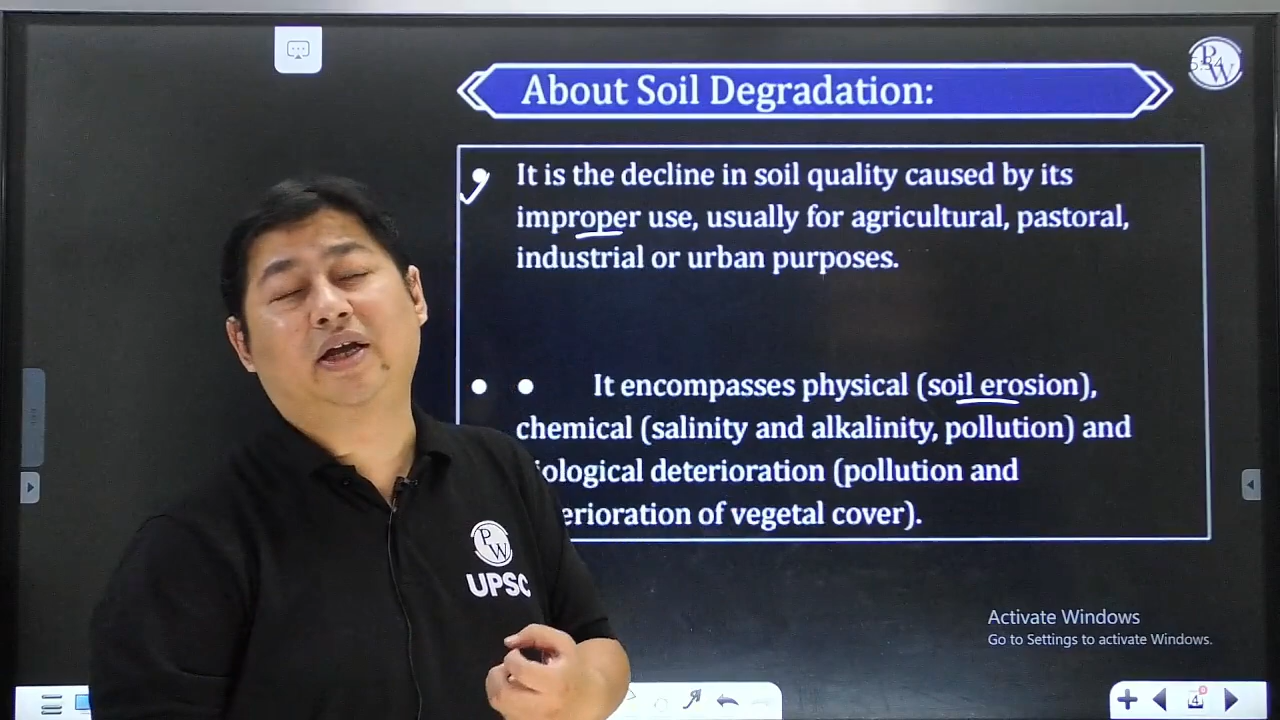 About Soil Degradation:
It is the decline in soil quality caused by its
improper use, usually for agricultural, pastoral,
industrial or urban purposes.
It encompasses physical (soil erosion),
chemical (salinity and alkalinity, pollution) and
iological deterioration (pollution and
erioration of vegetal cover).
PW
PW
UPSC
Activate Windows
Go to Settings to activate Windows.
4